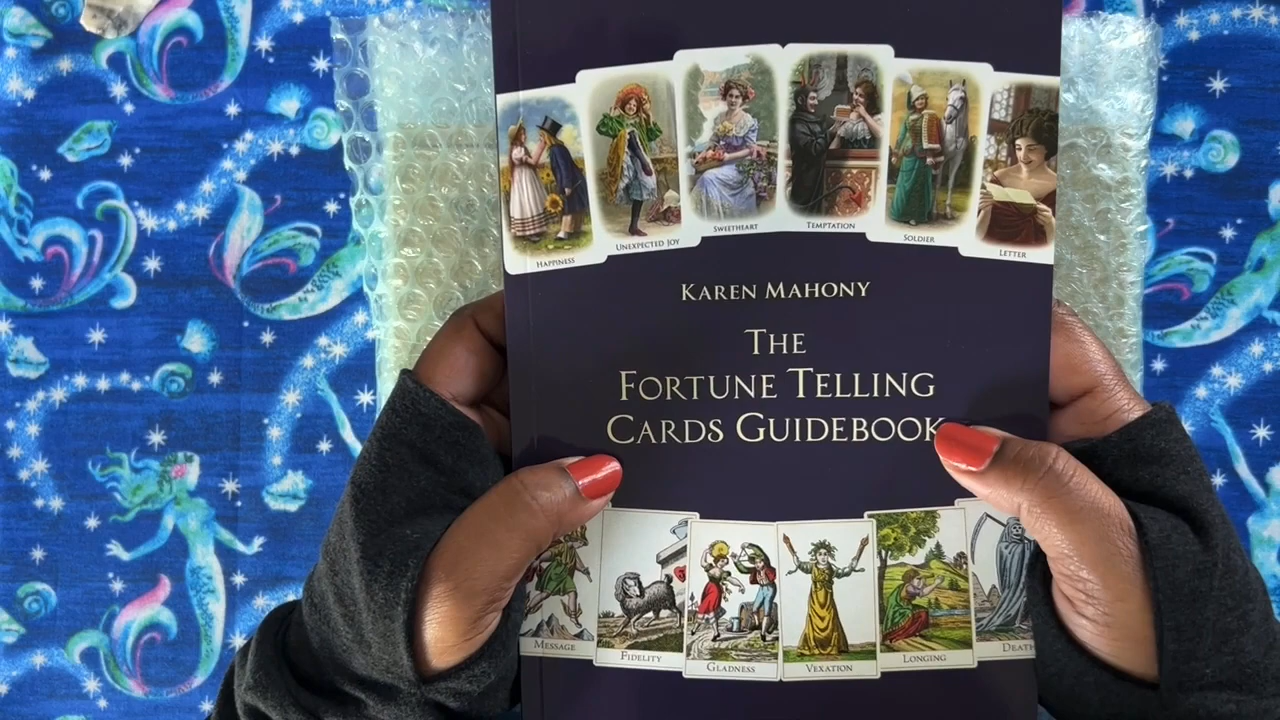 Happiness
Unexpected Joy
Sweetheart
Temptation
Soldier
Letter
Karen Mahony
The
Fortune Telling
Cards Guidebook
Message
Fidelity
Gladness
Vexation
Longing
Death